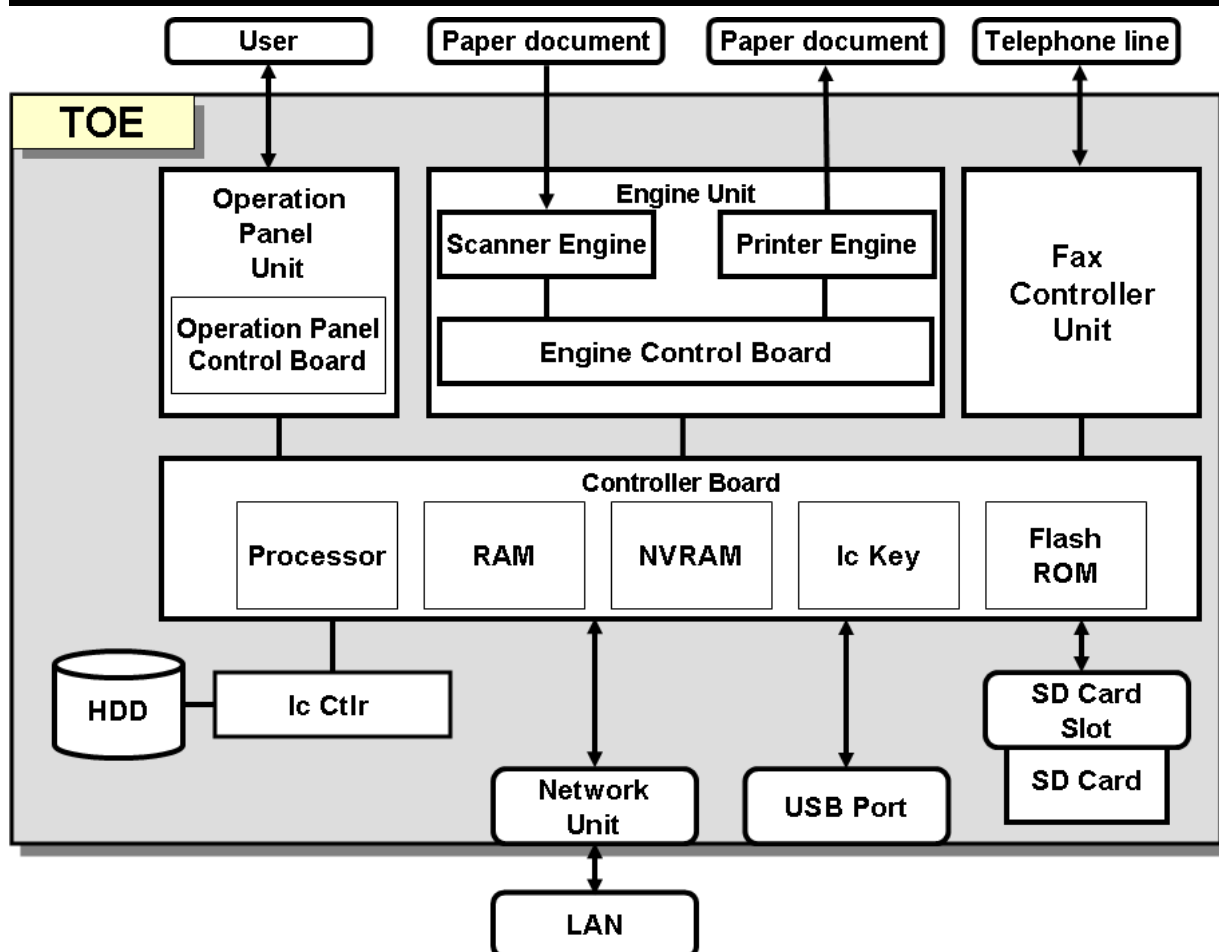 User
Paper document
Paper document
Telephone line
TOE
Operation
Panel
Unit
Operation Panel
Control Board
Engine Unit
Scanner Engine
Printer Engine
Engine Control Board
Fax
Controller
Unit
Controller Board
Processor
RAM
NVRAM
Ic Key
Flash
ROM
HDD
Ic Ctlr
SD Card
Slot
SD Card
Network
Unit
USB Port
LAN